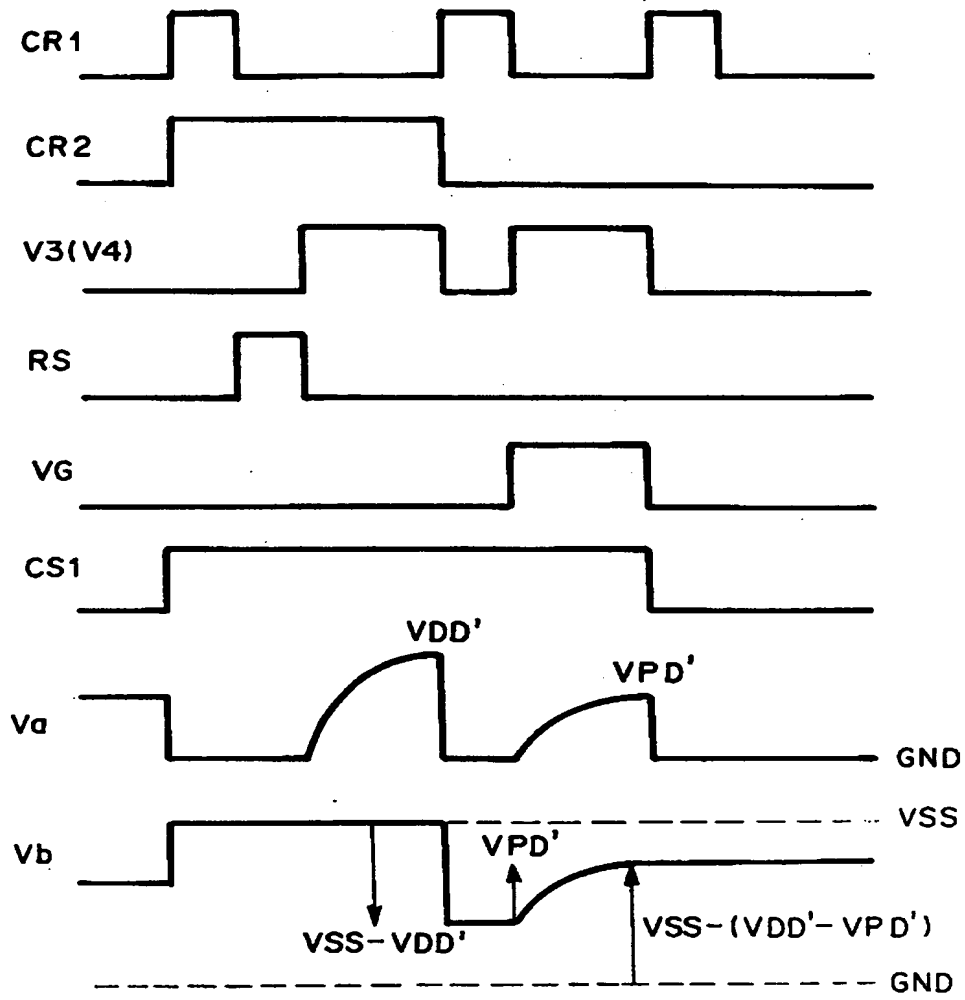 CR1
CR2
V3(V4)
RS
VG
CS1
VDD'
VPD'
Va
GND
VSS
Vb
VPD'
VSS-VDD'
VSS-(VDD'-VPD')
GND